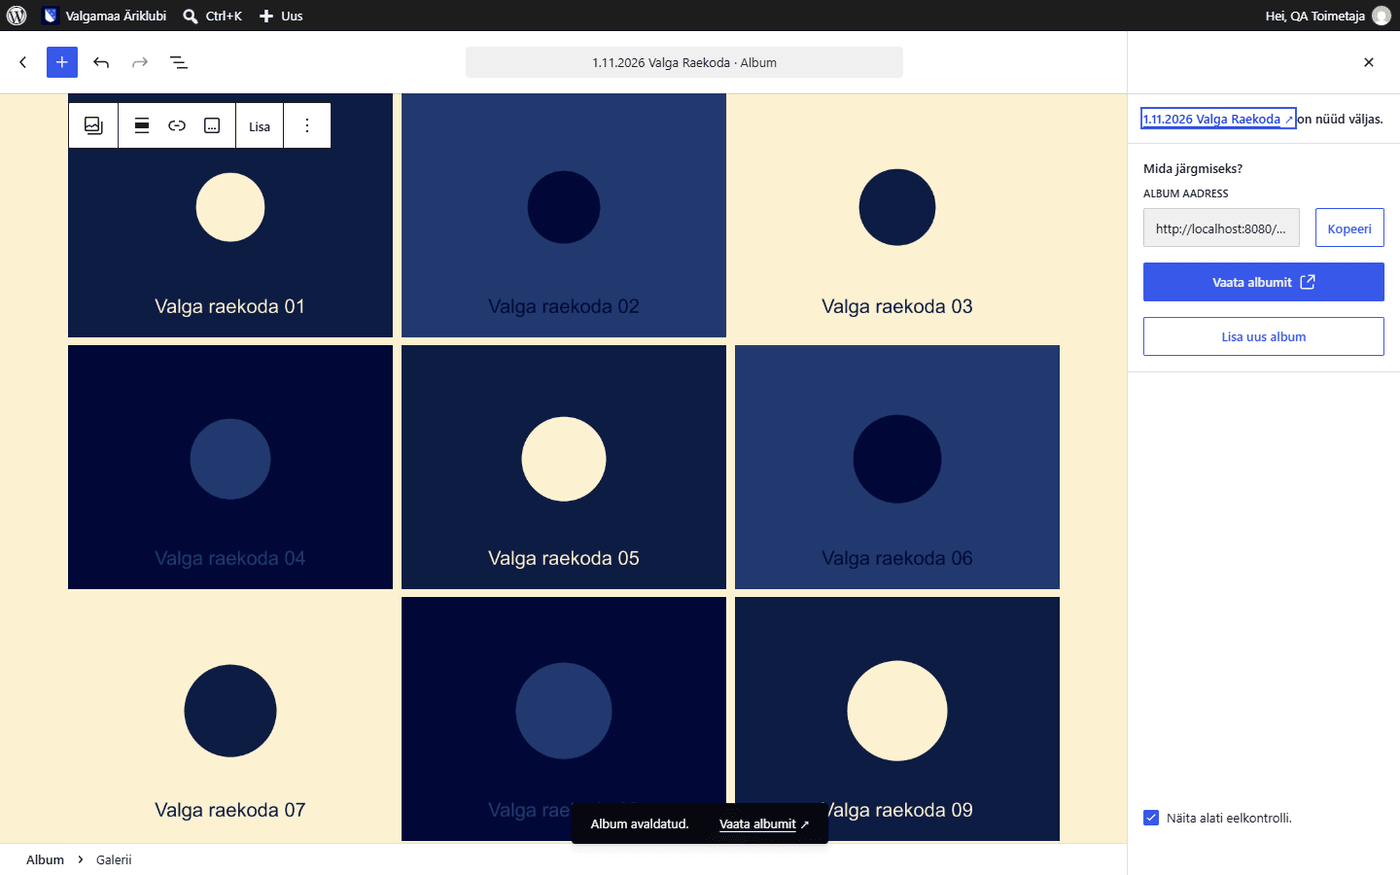 Valgamaa Äriklubi Ctrl+K Uus Hei, QA Toimetaja
1.11.2026 Valga Raekoda · Album
Lisa
Valga raekoda 01
Valga raekoda 02
Valga raekoda 03
Valga raekoda 04
Valga raekoda 05
Valga raekoda 06
Valga raekoda 07
Valga rae
Valga raekoda 09
Album avaldatud. Vaata albumit ↗
Album > Galerii
1.11.2026 Valga Raekoda ↗ on nüüd väljas.
Mida järgmiseks?
ALBUM AADRESS
http://localhost:8080/... Kopeeri
Vaata albumit
Lisa uus album
Näita alati eelkontrolli.